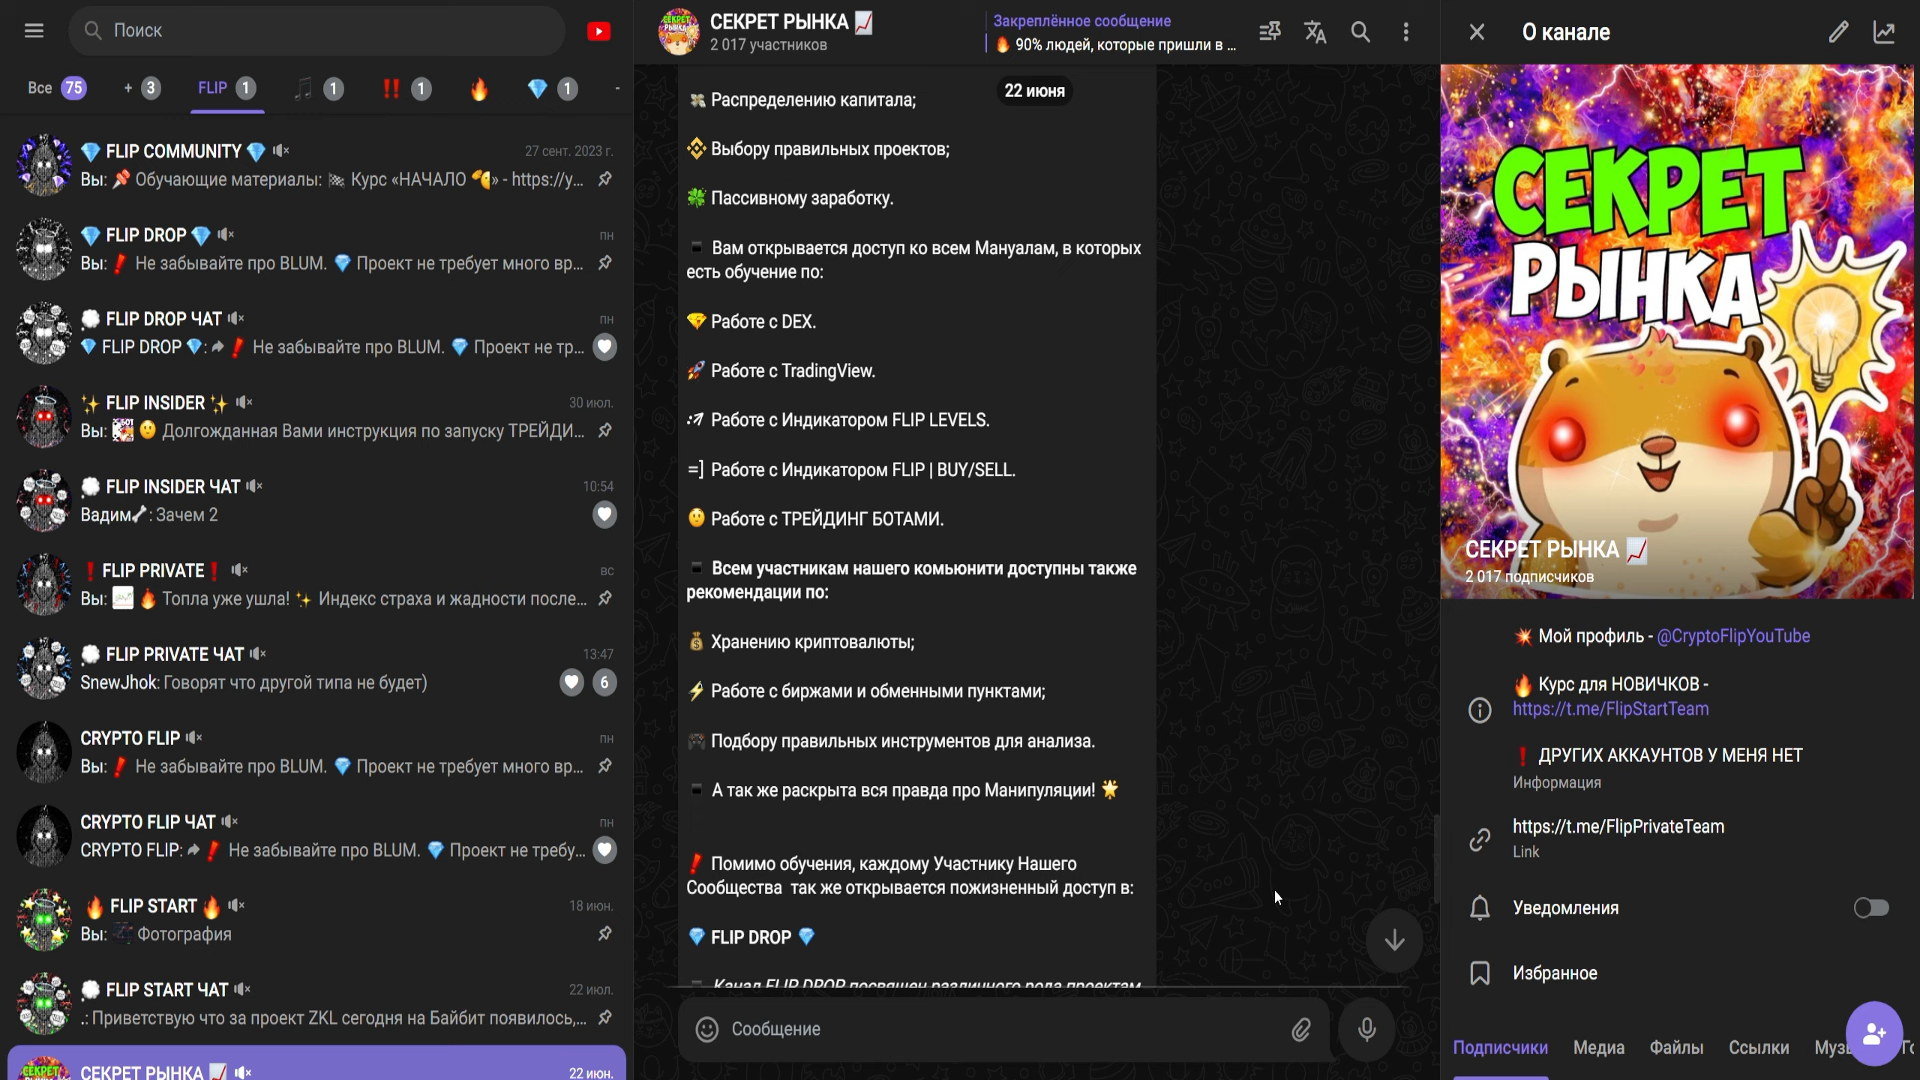 Поиск
Все 75
+ 3
FLIP 1
1
1
1
FLIP COMMUNITY
27 сент. 2023 г.
Вы: Обучающие материалы: Курс «НАЧАЛО » - https://y...
FLIP DROP
пн
Вы: Не забывайте про BLUM. Проект не требует много вр...
FLIP DROP ЧАТ
пн
FLIP DROP : Не забывайте про BLUM. Проект не тр...
FLIP INSIDER
30 июл.
Вы: Долгожданная Вами инструкция по запуску ТРЕЙДИ...
FLIP INSIDER ЧАТ
10:54
Вадим: Зачем 2
FLIP PRIVATE
вс
Вы: Топла уже ушла! Индекс страха и жадности после...
FLIP PRIVATE ЧАТ
13:47
SnewJhok: Говорят что другой типа не будет)
6
CRYPTO FLIP
пн
Вы: Не забывайте про BLUM. Проект не требует много вр...
CRYPTO FLIP ЧАТ
пн
CRYPTO FLIP: Не забывайте про BLUM. Проект не требу...
FLIP START
18 июн.
Вы: Фотография
FLIP START ЧАТ
22 июл.
.: Приветствую что за проект ZKL сегодня на Байбит появилось,...
СЕКРЕТ РЫНКА
22 июн.
СЕКРЕТ РЫНКА
2 017 участников
Закреплённое сообщение
90% людей, которые пришли в ...
22 июня
Распределению капитала;
Выбору правильных проектов;
Пассивному заработку.
Вам открывается доступ ко всем Мануалам, в которых
есть обучение по:
Работе с DEX.
Работе с TradingView.
Работе с Индикатором FLIP LEVELS.
Работе с Индикатором FLIP | BUY/SELL.
Работе с ТРЕЙДИНГ БОТАМИ.
Всем участникам нашего комьюнити доступны также
рекомендации по:
Хранению криптовалюты;
Работе с биржами и обменными пунктами;
Подбору правильных инструментов для анализа.
А так же раскрыта вся правда про Манипуляции!
Помимо обучения, каждому Участнику Нашего
Сообщества так же открывается пожизненный доступ в:
FLIP DROP
Канал FLIP DROP посвящен различного рода проектам
Сообщение
О канале
СЕКРЕТ
РЫНКА
СЕКРЕТ РЫНКА
2 017 подписчиков
Мой профиль - @CryptoFlipYouTube
Курс для НОВИЧКОВ -
https://t.me/FlipStartTeam
ДРУГИХ АККАУНТОВ У МЕНЯ НЕТ
Информация
https://t.me/FlipPrivateTeam
Link
Уведомления
Избранное
Подписчики
Медиа
Файлы
Ссылки